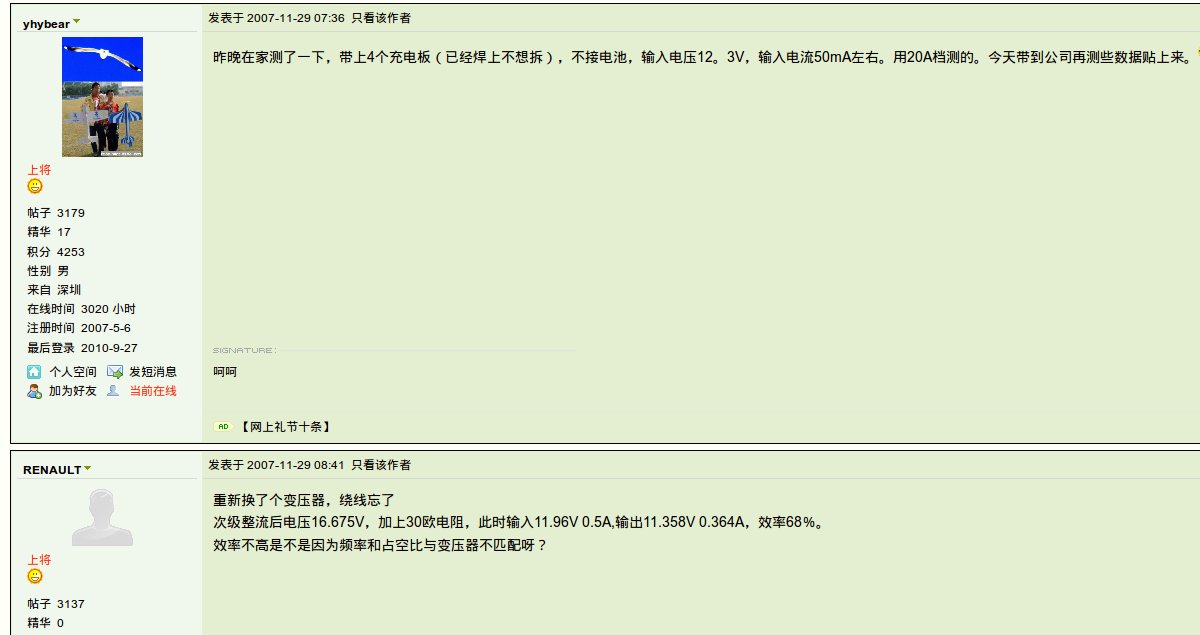 yhybear
发表于 2007-11-29 07:36 只看该作者
昨晚在家测了一下，带上4个充电板（已经焊上不想拆），不接电池，输入电压12。3V，输入电流50mA左右。用20A档测的。今天带到公司再测些数据贴上来。
上将
帖子 3179
精华 17
积分 4253
性别 男
来自 深圳
在线时间 3020 小时
注册时间 2007-5-6
最后登录 2010-9-27
SIGNATURE:
个人空间 发短消息
呵呵
加为好友 当前在线
AD 【网上礼节十条】
RENAULT
发表于 2007-11-29 08:41 只看该作者
重新换了个变压器，绕线忘了
次级整流后电压16.675V，加上30欧电阻，此时输入11.96V 0.5A,输出11.358V 0.364A，效率68%。
效率不高是不是因为频率和占空比与变压器不匹配呀？
上将
帖子 3137
精华 0